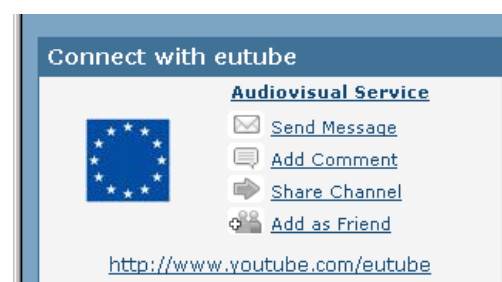 Connect with eutube
Audiovisual Service
Send Message
Add Comment
Share Channel
Add as Friend
http://www.youtube.com/eutube